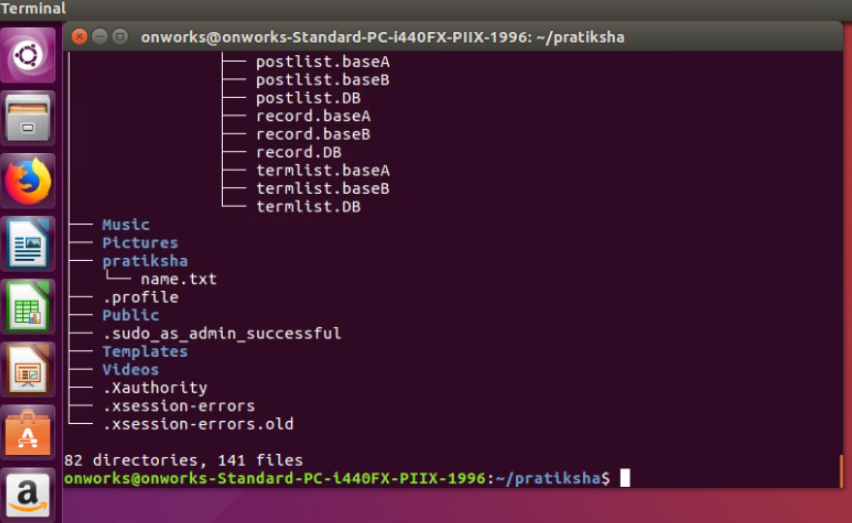 Terminal
onworks@onworks-Standard-PC-i440FX-PIIX-1996: ~/pratiksha
├── postlist.baseA
├── postlist.baseB
├── postlist.DB
├── record.baseA
├── record.baseB
├── record.DB
├── termlist.baseA
├── termlist.baseB
└── termlist.DB
├── Music
├── Pictures
├── pratiksha
└── name.txt
├── .profile
├── Public
├── .sudo_as_admin_successful
├── Templates
├── Videos
├── .Xauthority
├── .xsession-errors
└── .xsession-errors.old
82 directories, 141 files
onworks@onworks-Standard-PC-i440FX-PIIX-1996:~/pratiksha$